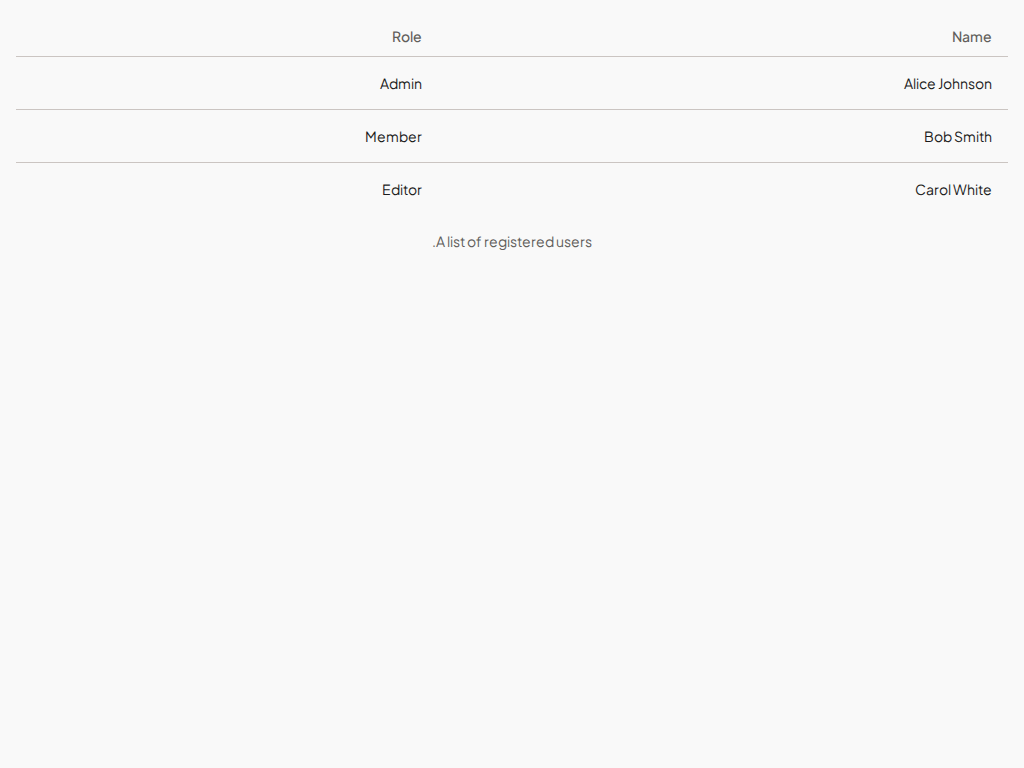 Name Role
Alice Johnson Admin
Bob Smith Member
Carol White Editor
.A list of registered users